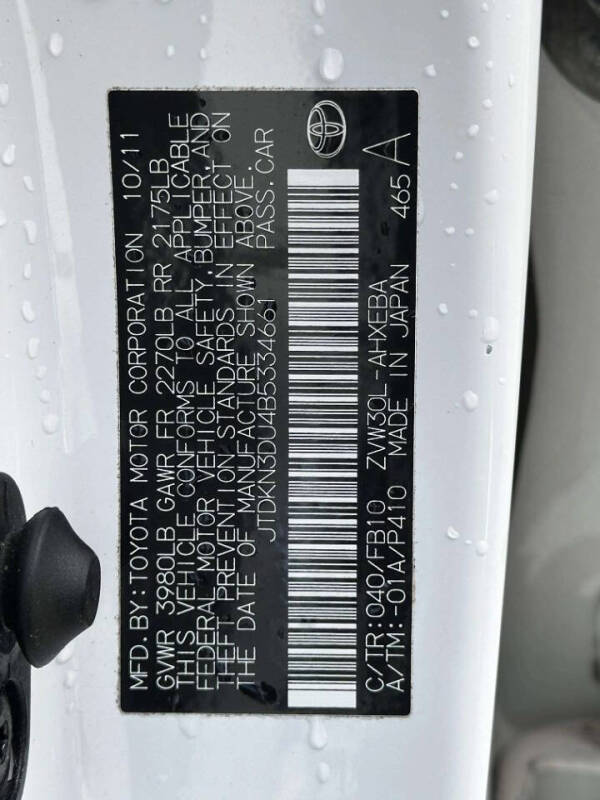 MFD. BY: TOYOTA MOTOR CORPORATION 10/11
GVWR 3980LB GAWR FR 2270LB RR 2175LB
THIS VEHICLE CONFORMS TO ALL APPLICABLE
FEDERAL MOTOR VEHICLE SAFETY, BUMPER, AND
THEFT PREVENTION STANDARDS IN EFFECT ON
THE DATE OF MANUFACTURE SHOWN ABOVE.
JTDKN3DU4B5334661 PASS. CAR
C/TR: 040/FB10 ZVW30L-AHXEBA 465 A
A/TM: -01A/P410 MADE IN JAPAN